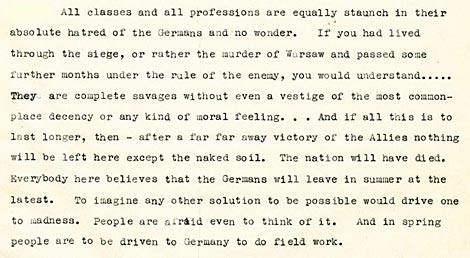 All classes and all professions are equally staunch in their
absolute hatred of the Germans and no wonder. If you had lived
through the siege, or rather the murder of Warsaw and passed some
further months under the rule of the enemy, you would understand.....
They are complete savages without even a vestige of the most common-
place decency or any kind of moral feeling. . . And if all this is to
last longer, then - after a far far away victory of the Allies nothing
will be left here except the naked soil. The nation will have died.
Everybody here believes that the Germans will leave in summer at the
latest. To imagine any other solution to be possible would drive one
to madness. People are afraid even to think of it. And in spring
people are to be driven to Germany to do field work.